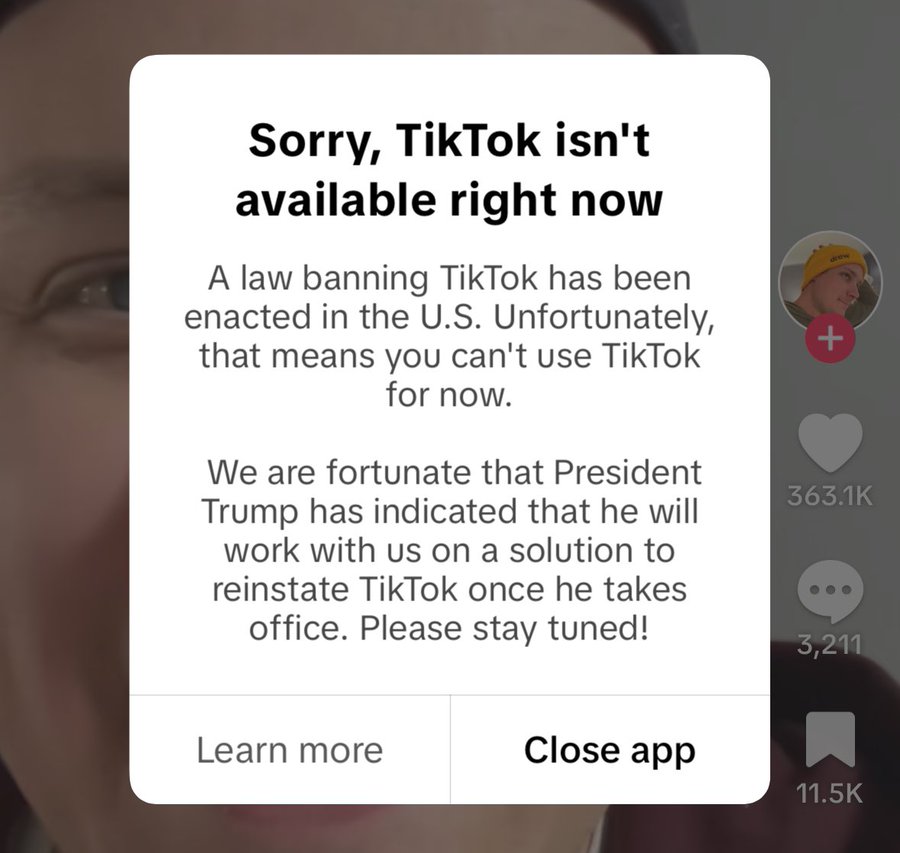 Sorry, TikTok isn't
available right now
A law banning TikTok has been
enacted in the U.S. Unfortunately,
that means you can't use TikTok
for now.
We are fortunate that President
Trump has indicated that he will
work with us on a solution to
reinstate TikTok once he takes
office. Please stay tuned!
Learn more
Close app
drew
363.1K
3,211
11.5K